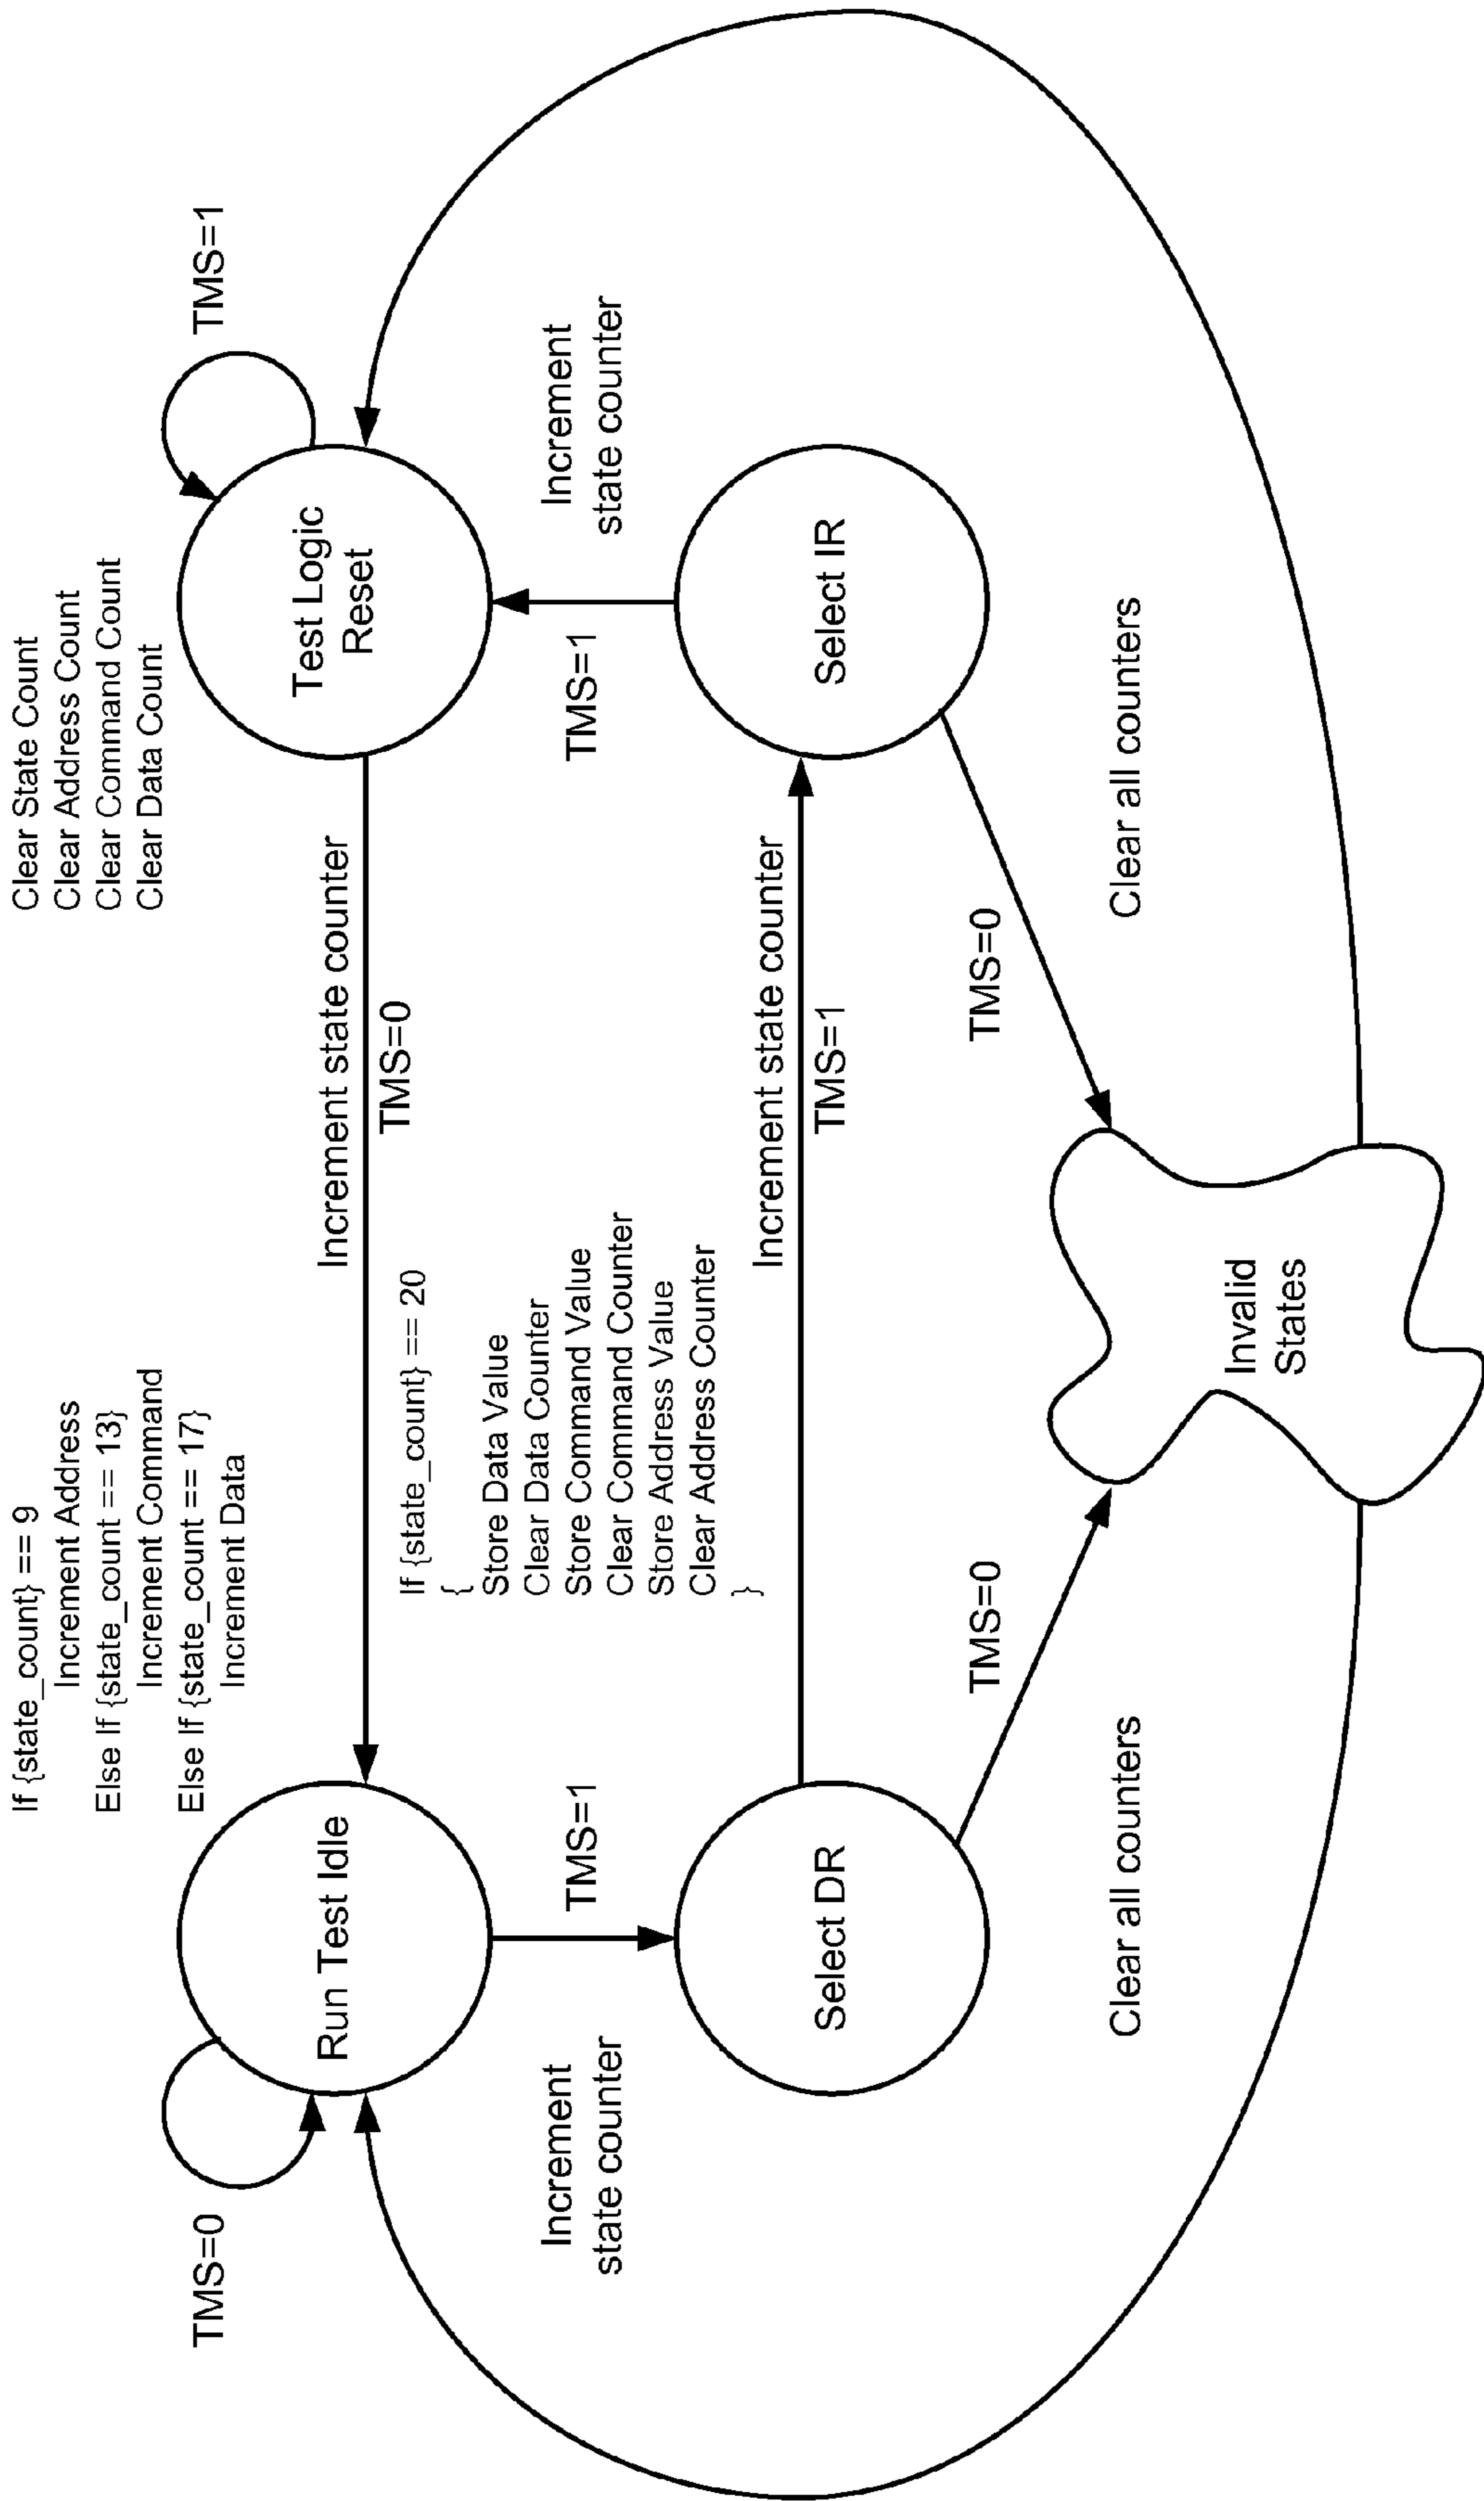 If {state_count} == 9
Increment Address
Else If {state_count == 13}
Increment Command
Else If {state_count == 17}
Increment Data
Clear State Count
Clear Address Count
Clear Command Count
Clear Data Count
TMS=0
TMS=1
Run Test Idle
Test Logic
Reset
Increment state counter
TMS=0
If {state_count} == 20
{
Store Data Value
Clear Data Counter
Store Command Value
Clear Command Counter
Store Address Value
Clear Address Counter
}
Increment
state counter
TMS=1
TMS=1
Increment
state counter
Select DR
Increment state counter
TMS=1
Select IR
TMS=0
TMS=0
Clear all counters
Clear all counters
Invalid
States